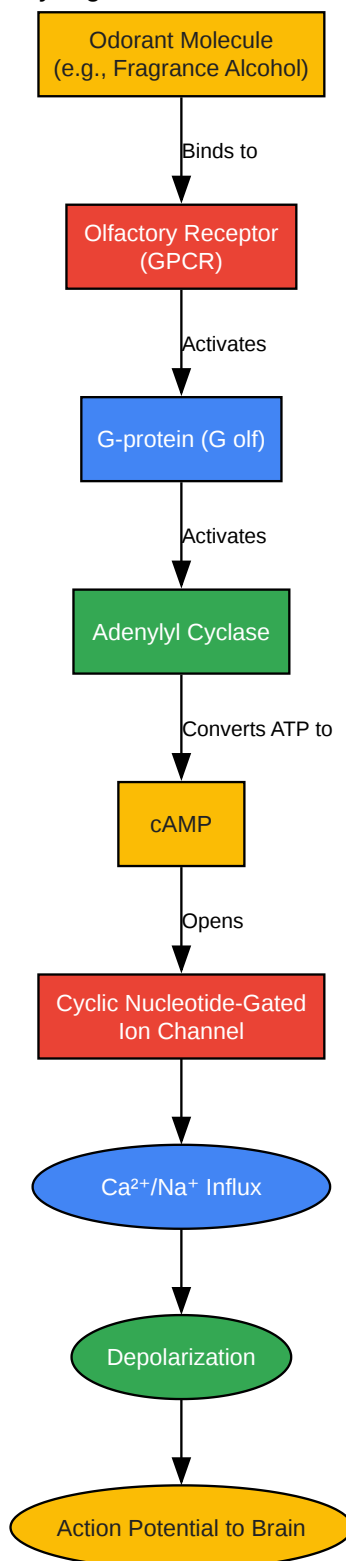 Odorant Molecule
(e.g., Fragrance Alcohol)
Binds to
Olfactory Receptor
(GPCR)
Activates
G-protein (G olf)
Activates
Adenylyl Cyclase
Converts ATP to
cAMP
Opens
Cyclic Nucleotide-Gated
Ion Channel
Ca²⁺/Na⁺ Influx
Depolarization
Action Potential to Brain